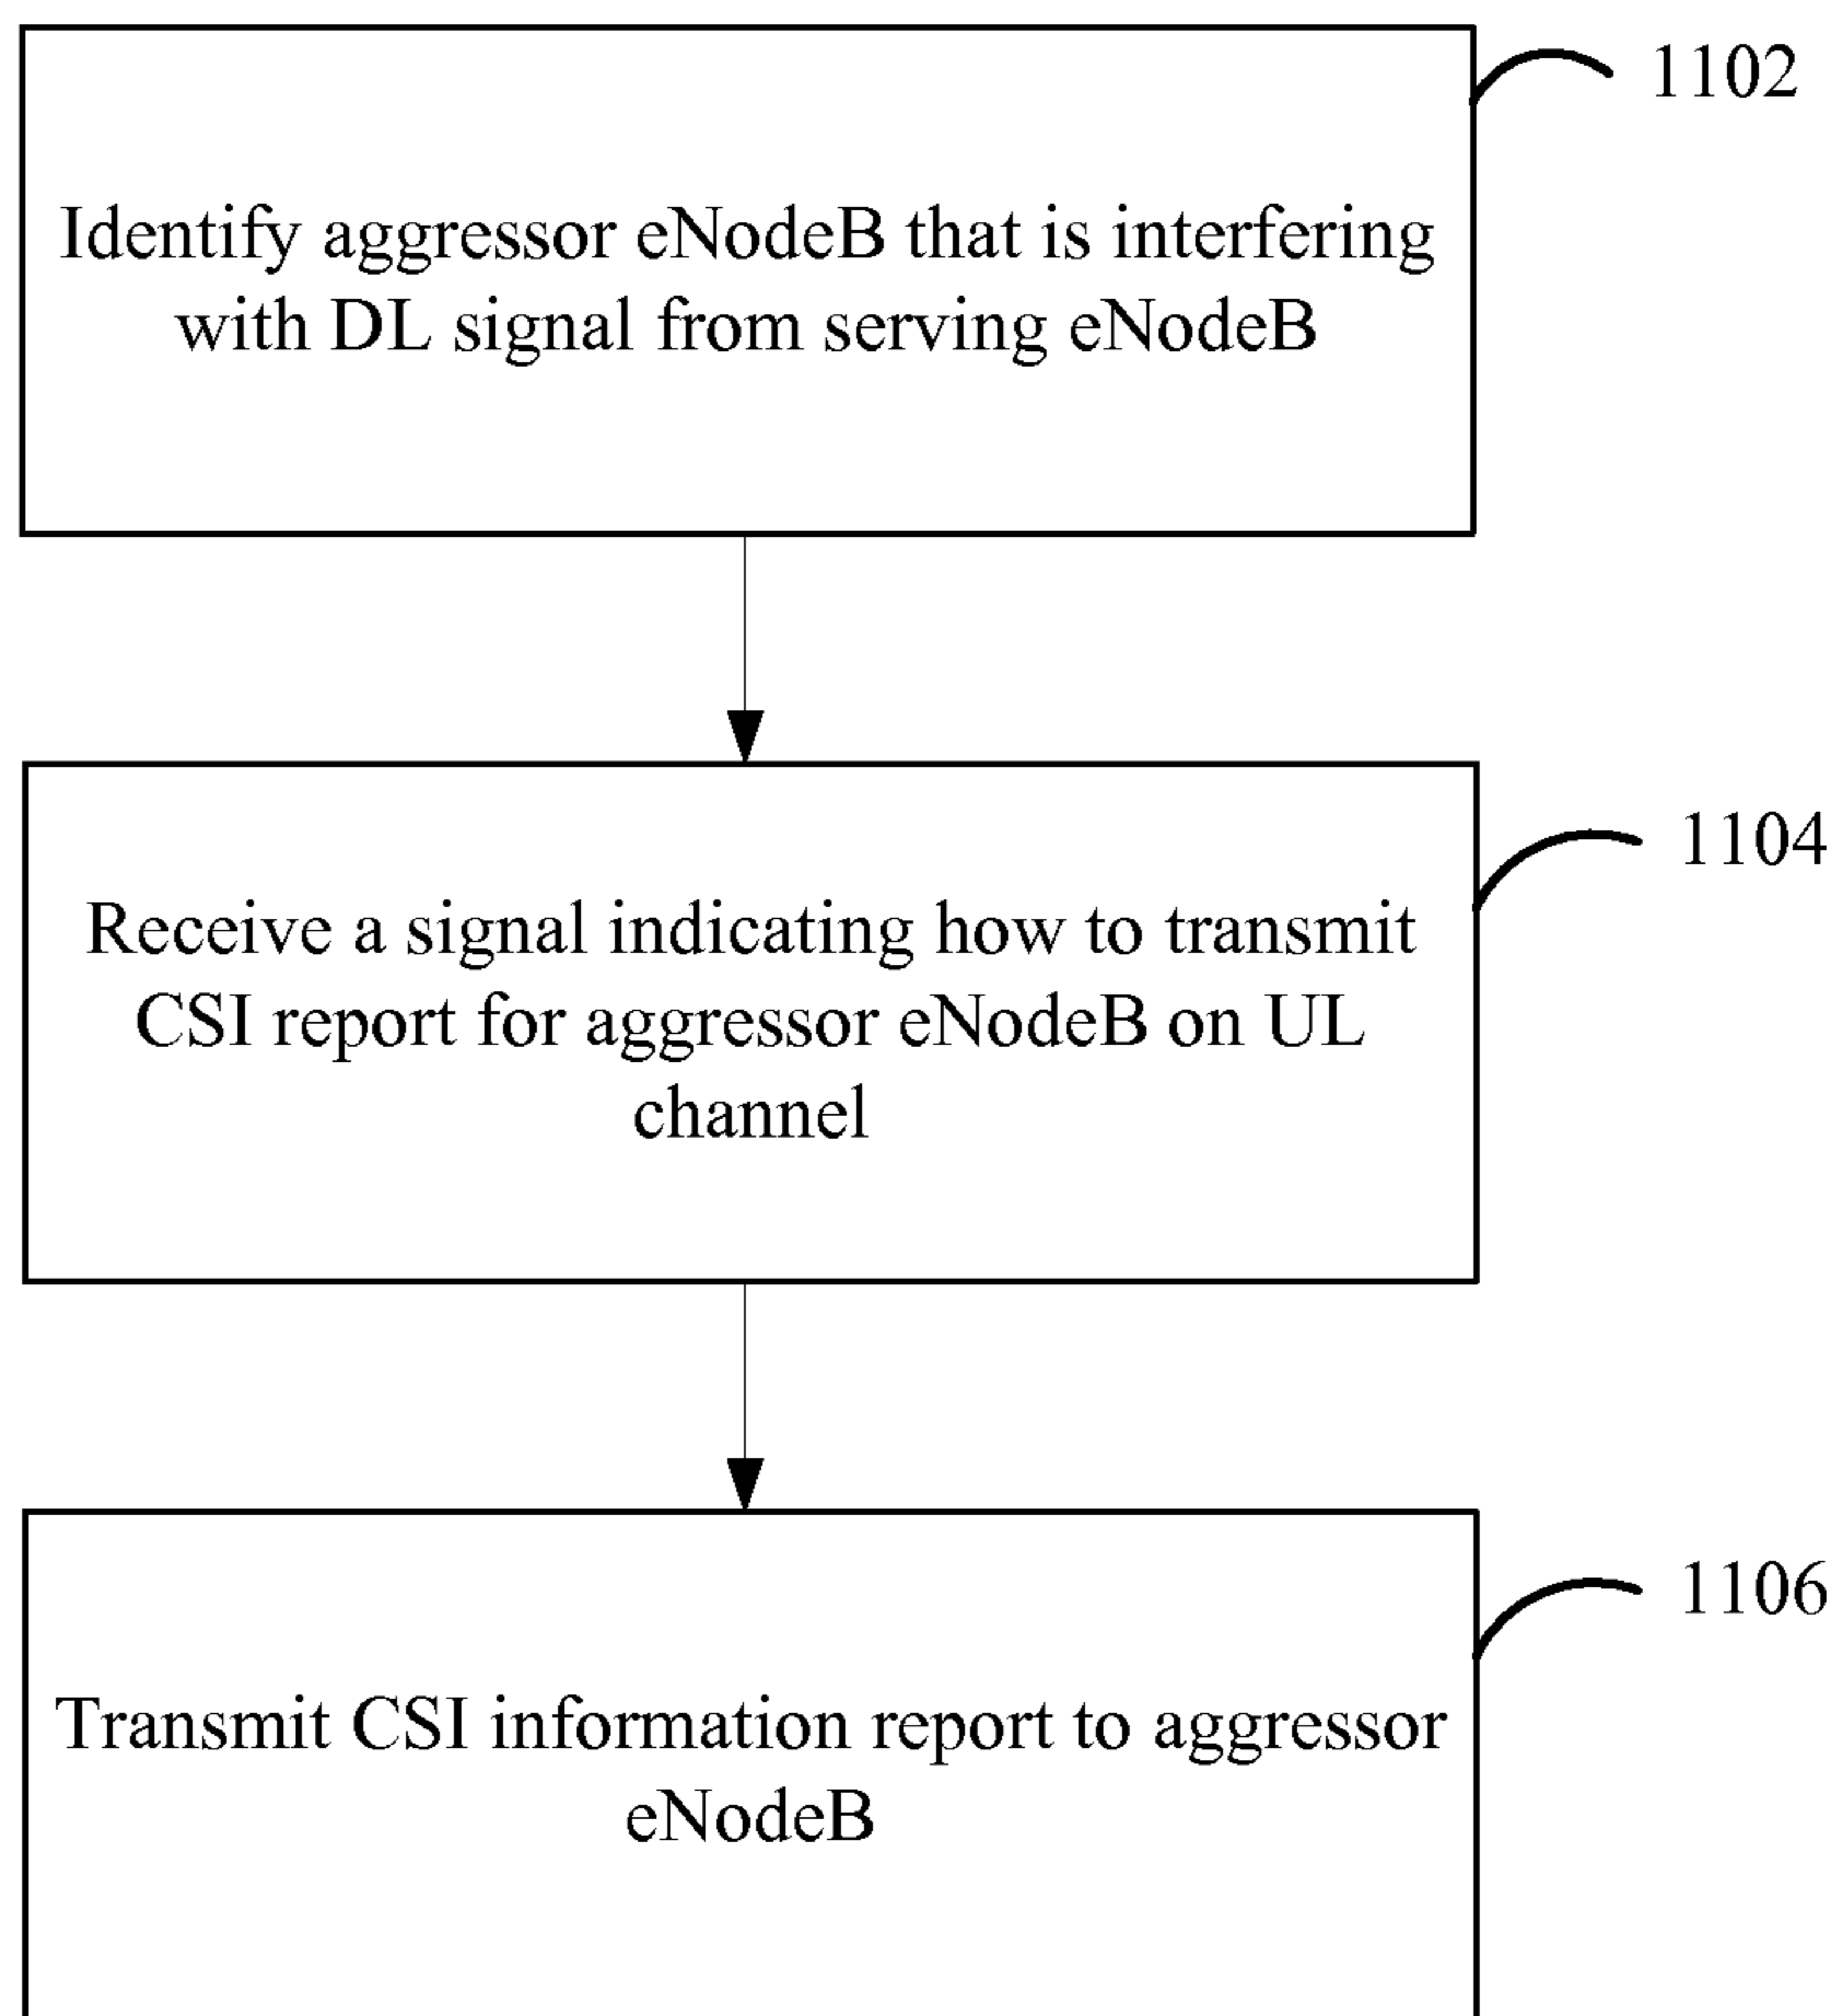 1102
Identify aggressor eNodeB that is interfering
with DL signal from serving eNodeB
1104
Receive a signal indicating how to transmit
CSI report for aggressor eNodeB on UL
channel
1106
Transmit CSI information report to aggressor
eNodeB